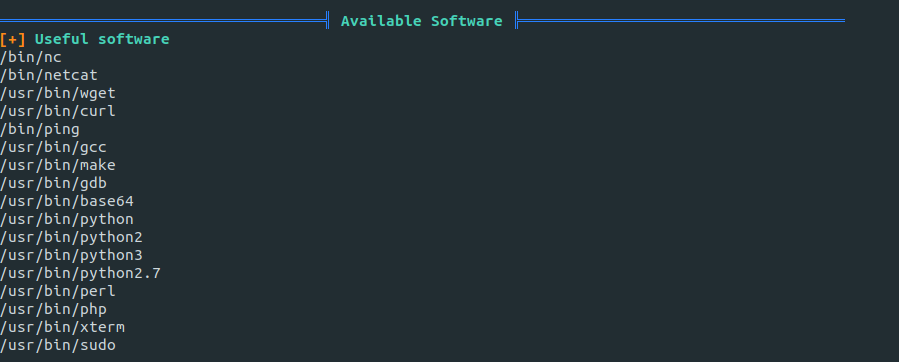 Available Software
[+] Useful software
/bin/nc
/bin/netcat
/usr/bin/wget
/usr/bin/curl
/bin/ping
/usr/bin/gcc
/usr/bin/make
/usr/bin/gdb
/usr/bin/base64
/usr/bin/python
/usr/bin/python2
/usr/bin/python3
/usr/bin/python2.7
/usr/bin/perl
/usr/bin/php
/usr/bin/xterm
/usr/bin/sudo